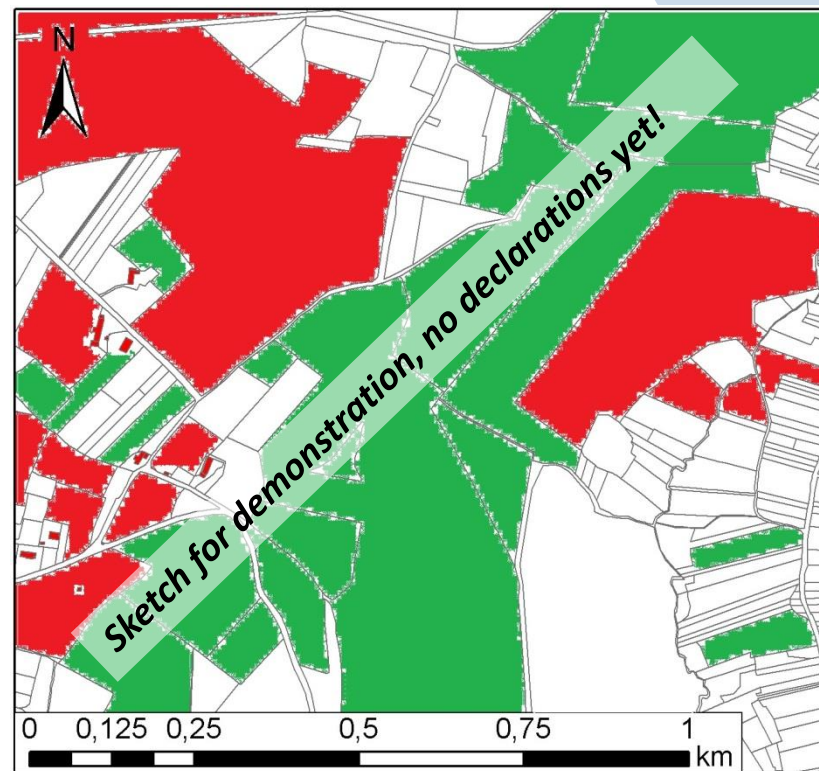 N
Sketch for demonstration, no declarations yet!
0 0,125 0,25 0,5 0,75 1
km